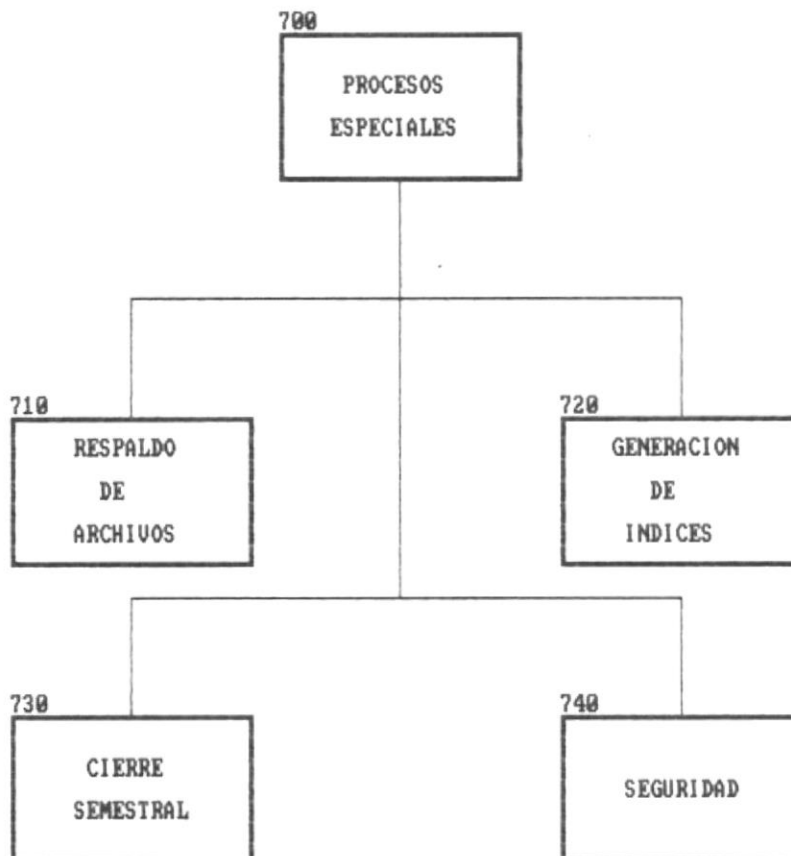 700
PROCESOS
ESPECIALES
710
RESPALDO
DE
ARCHIVOS
720
GENERACION
DE
INDICES
730
CIERRE
SEMESTRAL
740
SEGURIDAD